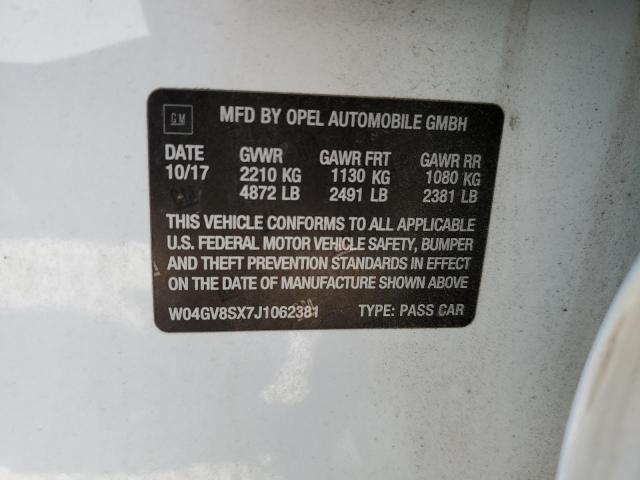 GM
MFD BY OPEL AUTOMOBILE GMBH
DATE GVWR GAWR FRT GAWR RR
10/17 2210 KG 1130 KG 1080 KG
4872 LB 2491 LB 2381 LB
THIS VEHICLE CONFORMS TO ALL APPLICABLE
U.S. FEDERAL MOTOR VEHICLE SAFETY, BUMPER
AND THEFT PREVENTION STANDARDS IN EFFECT
ON THE DATE OF MANUFACTURE SHOWN ABOVE
W04GV8SX7J1062381 TYPE: PASS CAR